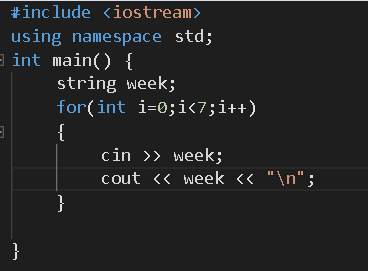 #include <iostream>
using namespace std;
int main() {
string week;
for(int i=0;i<7;i++)
{
cin >> week;
cout << week << "\n";
}
}